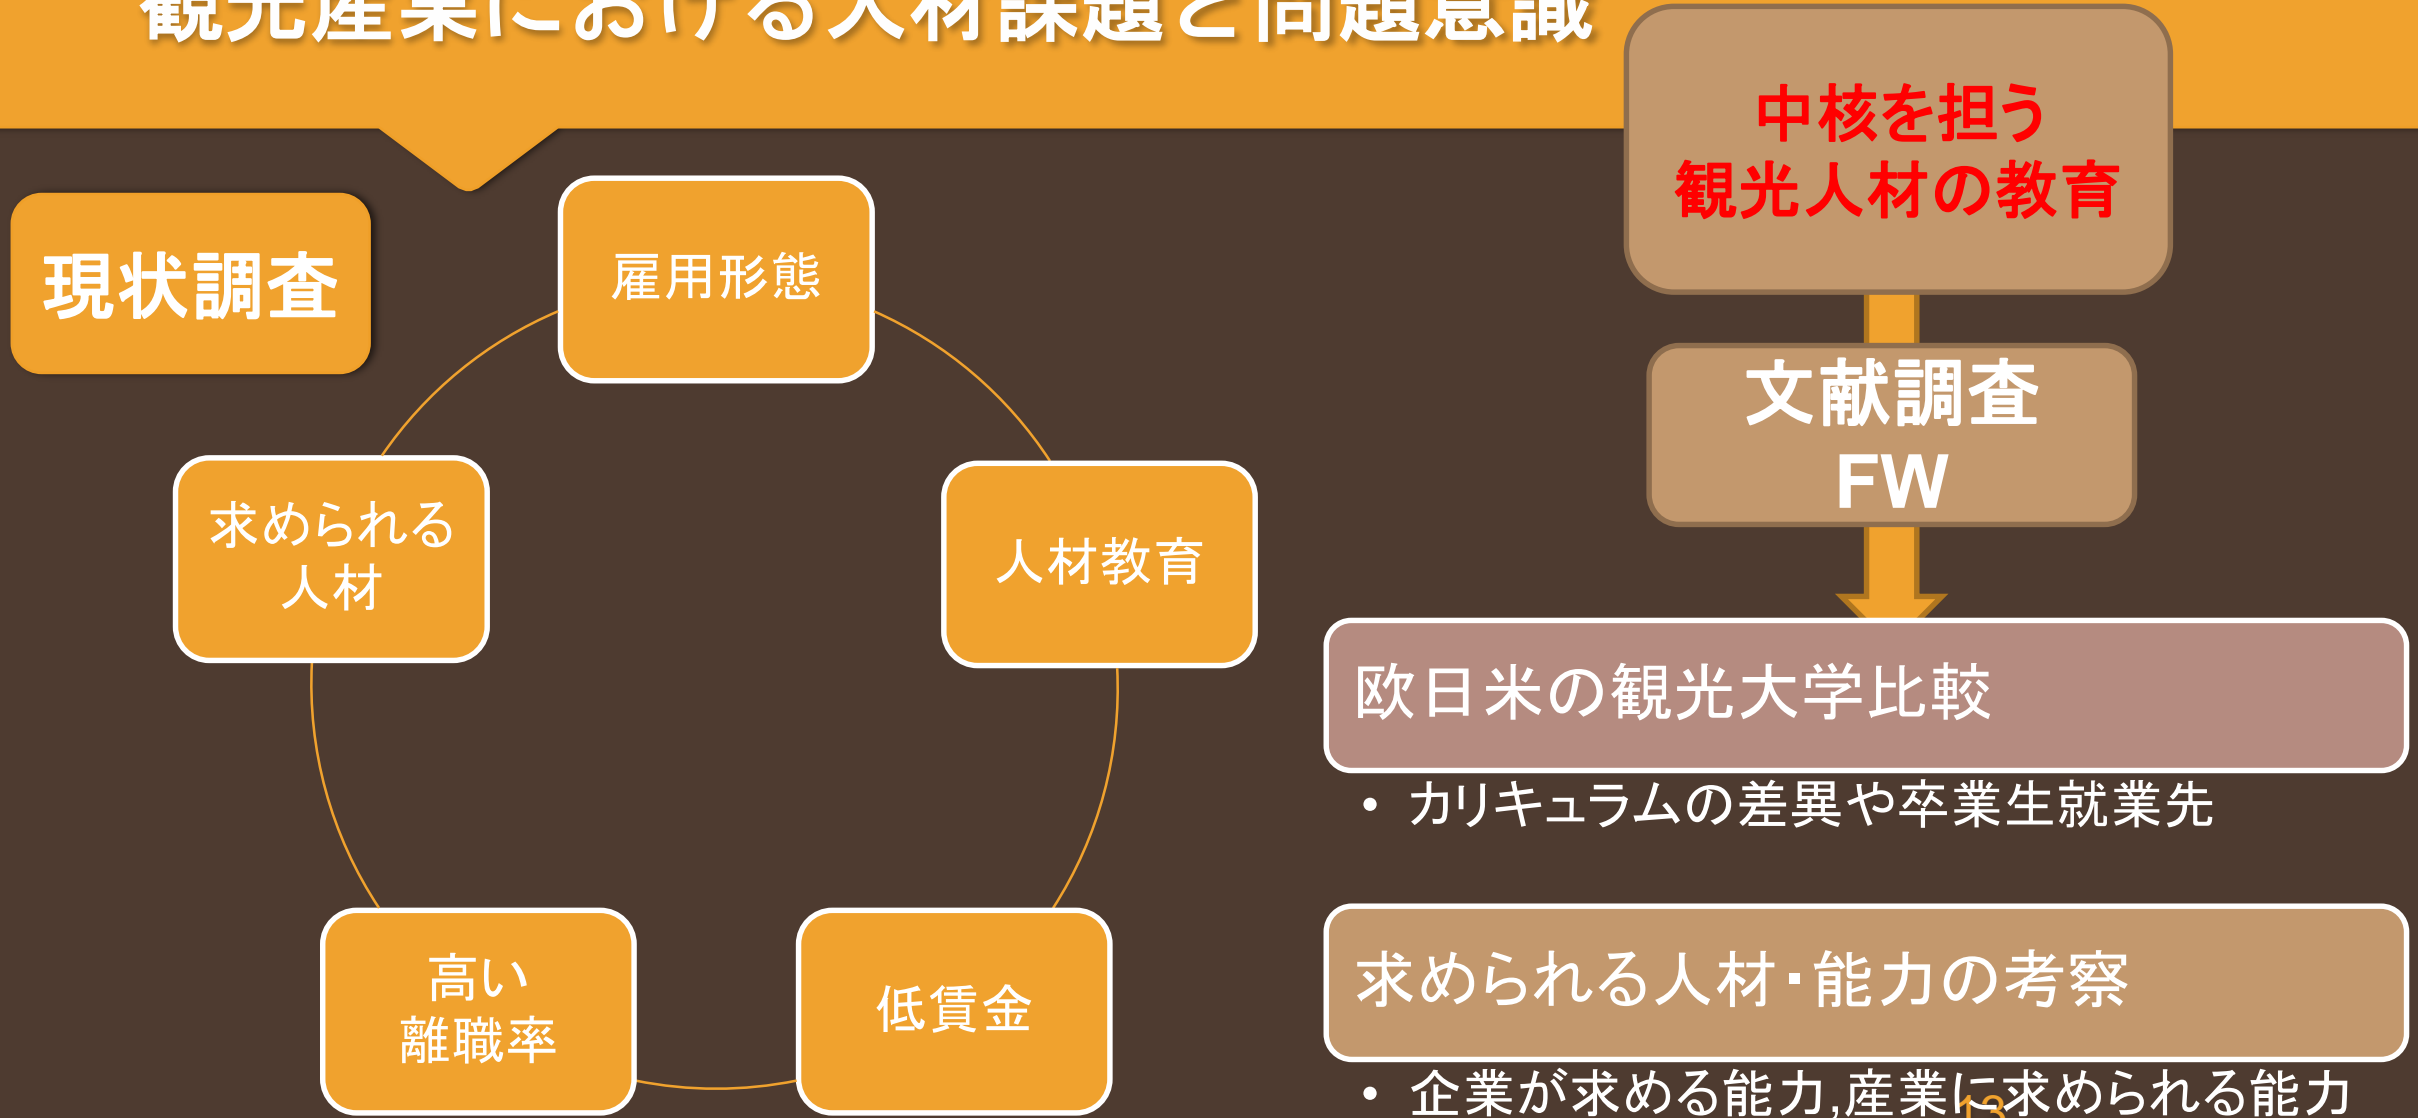 観光産業における人材課題と問題意識
現状調査
雇用形態
人材教育
低賃金
高い
離職率
求められる
人材
中核を担う
観光人材の教育
文献調査
FW
欧日米の観光大学比較
• カリキュラムの差異や卒業生就業先
求められる人材・能力の考察
• 企業が求める能力,産業に求められる能力
13